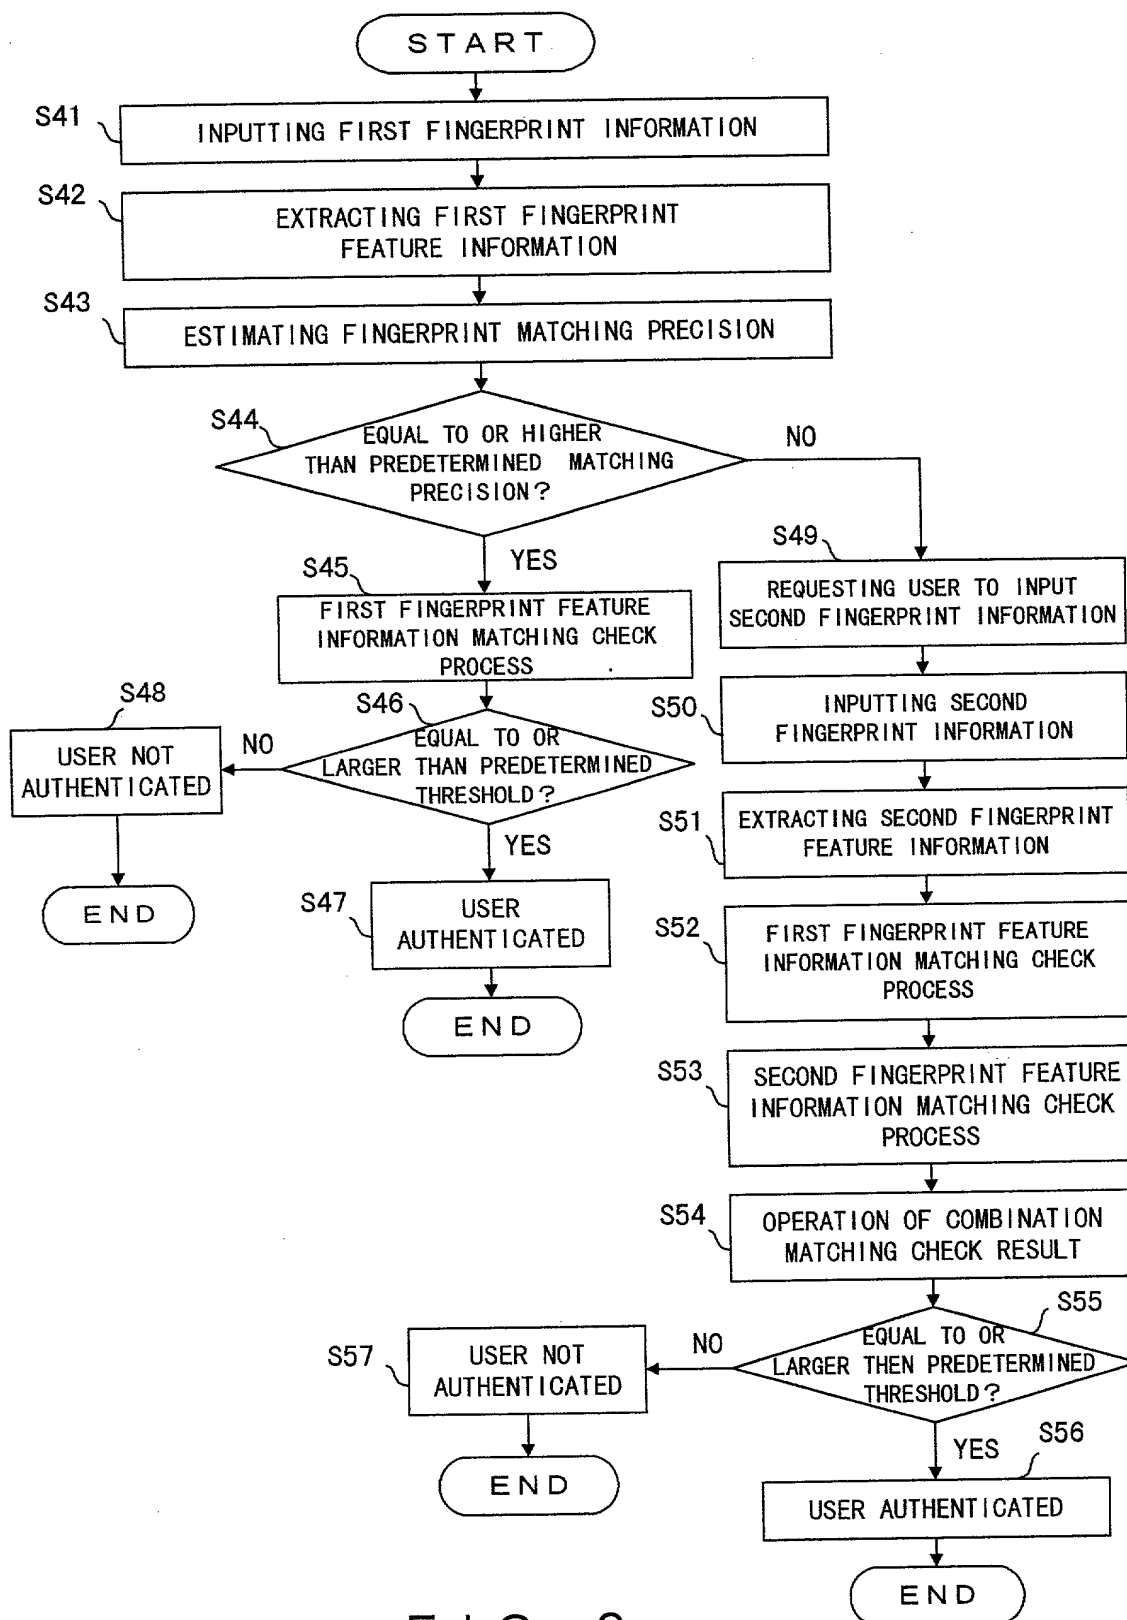 START
S41
INPUTTING FIRST FINGERPRINT INFORMATION
S42
EXTRACTING FIRST FINGERPRINT
FEATURE INFORMATION
S43
ESTIMATING FINGERPRINT MATCHING PRECISION
S44
EQUAL TO OR HIGHER
THAN PREDETERMINED MATCHING
PRECISION?
NO
YES
S45
FIRST FINGERPRINT FEATURE
INFORMATION MATCHING CHECK
PROCESS
S46
EQUAL TO OR
LARGER THAN PREDETERMINED
THRESHOLD?
NO
S48
USER NOT
AUTHENTICATED
END
YES
S47
USER
AUTHENTICATED
END
S49
REQUESTING USER TO INPUT
SECOND FINGERPRINT INFORMATION
S50
INPUTTING SECOND
FINGERPRINT INFORMATION
S51
EXTRACTING SECOND FINGERPRINT
FEATURE INFORMATION
S52
FIRST FINGERPRINT FEATURE
INFORMATION MATCHING CHECK
PROCESS
S53
SECOND FINGERPRINT FEATURE
INFORMATION MATCHING CHECK
PROCESS
S54
OPERATION OF COMBINATION
MATCHING CHECK RESULT
S55
EQUAL TO OR
LARGER THEN PREDETERMINED
THRESHOLD?
NO
S57
USER NOT
AUTHENTICATED
END
YES
S56
USER AUTHENTICATED
END